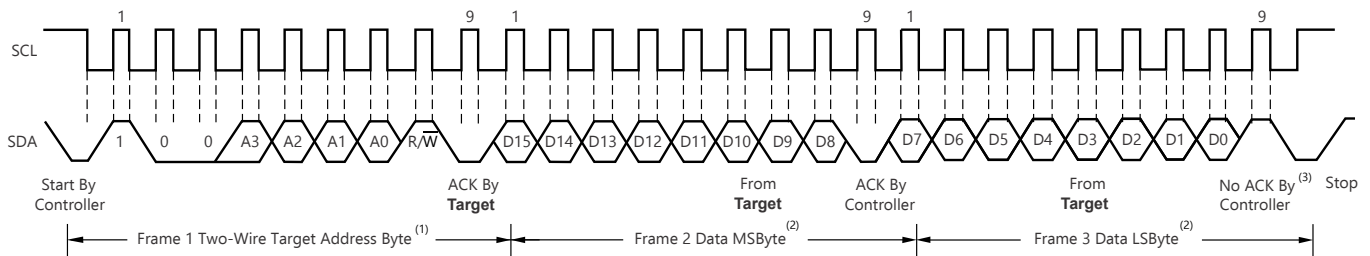 1 9 1 9 1 9
SCL
SDA 1 0 0 A3 A2 A1 A0 R/W̅ D15 D14 D13 D12 D11 D10 D9 D8 D7 D6 D5 D4 D3 D2 D1 D0
Start By Controller
ACK By Target
From Target
ACK By Controller
From Target
No ACK By (3) Controller
Stop
Frame 1 Two-Wire Target Address Byte (1)
Frame 2 Data MSByte (2)
Frame 3 Data LSByte (2)